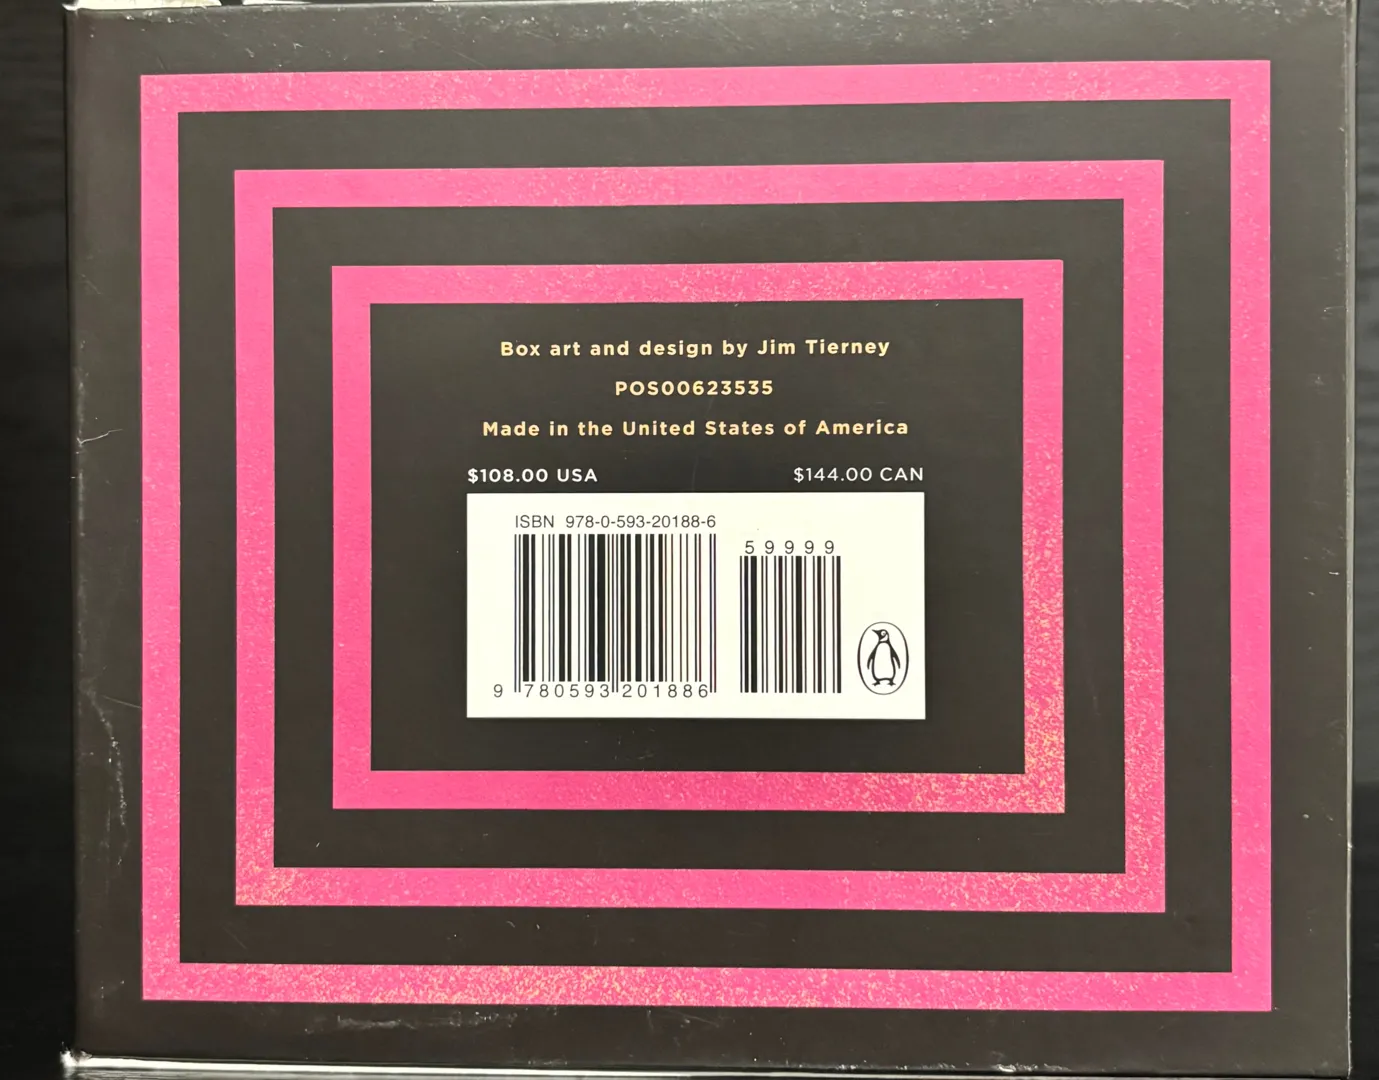 Box art and design by Jim Tierney
POS00623535
Made in the United States of America
$108.00 USA $144.00 CAN
ISBN 978-0-593-20188-6
59999
9 780593 201886